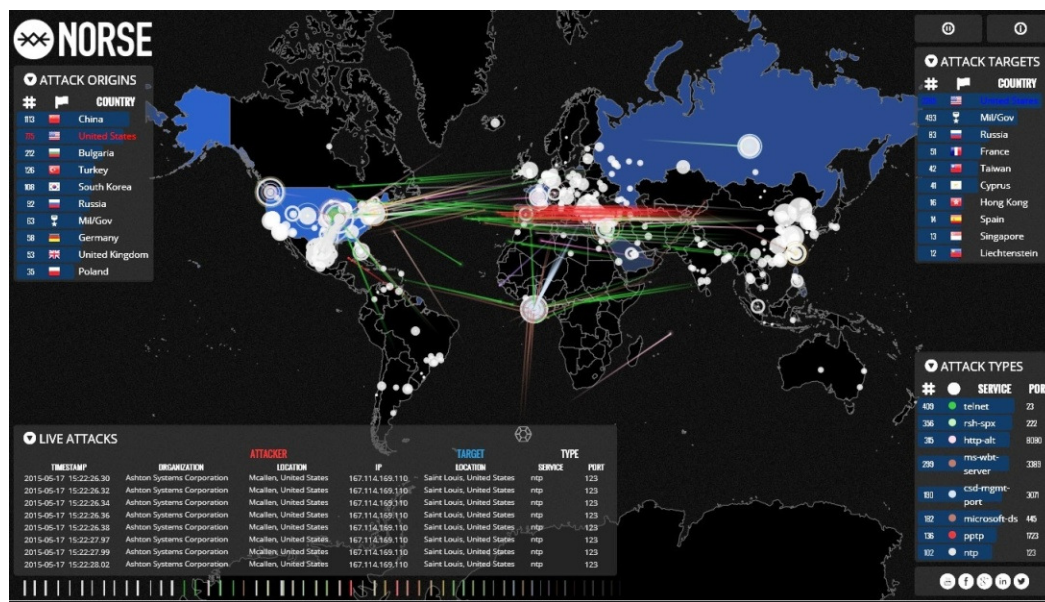 NORSE
ATTACK ORIGINS
# COUNTRY
813 China
775 United States
212 Bulgaria
126 Turkey
108 South Korea
92 Russia
83 Mil/Gov
58 Germany
53 United Kingdom
35 Poland
ATTACK TARGETS
# COUNTRY
United States
493 Mil/Gov
83 Russia
51 France
42 Taiwan
41 Cyprus
16 Hong Kong
14 Spain
13 Singapore
12 Liechtenstein
ATTACK TYPES
# SERVICE POR
409 telnet 23
356 rsh-spx 222
315 http-alt 8080
299 ms-wbt-server 3389
csd-mgmt-port 3071
182 microsoft-ds 445
136 pptp 1723
102 ntp 123
LIVE ATTACKS
ATTACKER TARGET TYPE
TIMESTAMP ORGANIZATION LOCATION IP LOCATION SERVICE PORT
2015-05-17 15:22:26.30 Ashton Systems Corporation Mcallen, United States 167.114.169.110 Saint Louis, United States ntp 123
2015-05-17 15:22:26.32 Ashton Systems Corporation Mcallen, United States 167.114.169.110 Saint Louis, United States ntp 123
2015-05-17 15:22:26.34 Ashton Systems Corporation Mcallen, United States 167.114.169.110 Saint Louis, United States ntp 123
2015-05-17 15:22:26.36 Ashton Systems Corporation Mcallen, United States 167.114.169.110 Saint Louis, United States ntp 123
2015-05-17 15:22:26.38 Ashton Systems Corporation Mcallen, United States 167.114.169.110 Saint Louis, United States ntp 123
2015-05-17 15:22:27.97 Ashton Systems Corporation Mcallen, United States 167.114.169.110 Saint Louis, United States ntp 123
2015-05-17 15:22:27.99 Ashton Systems Corporation Mcallen, United States 167.114.169.110 Saint Louis, United States ntp 123
2015-05-17 15:22:28.02 Ashton Systems Corporation Mcallen, United States 167.114.169.110 Saint Louis, United States ntp 123